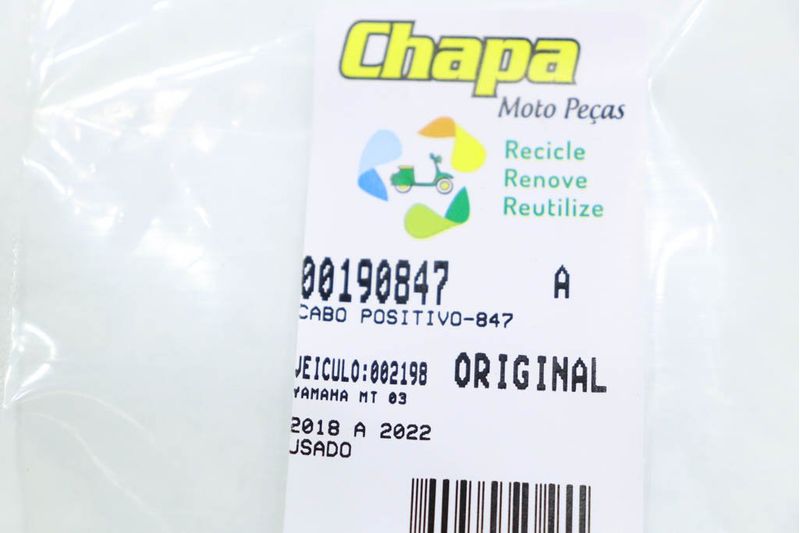 Chapa
Moto Peças
Recicle
Renove
Reutilize
00190847 A
CABO POSITIVO-847
VEICULO:002198 ORIGINAL
YAMAHA MT 03
2018 A 2022
USADO